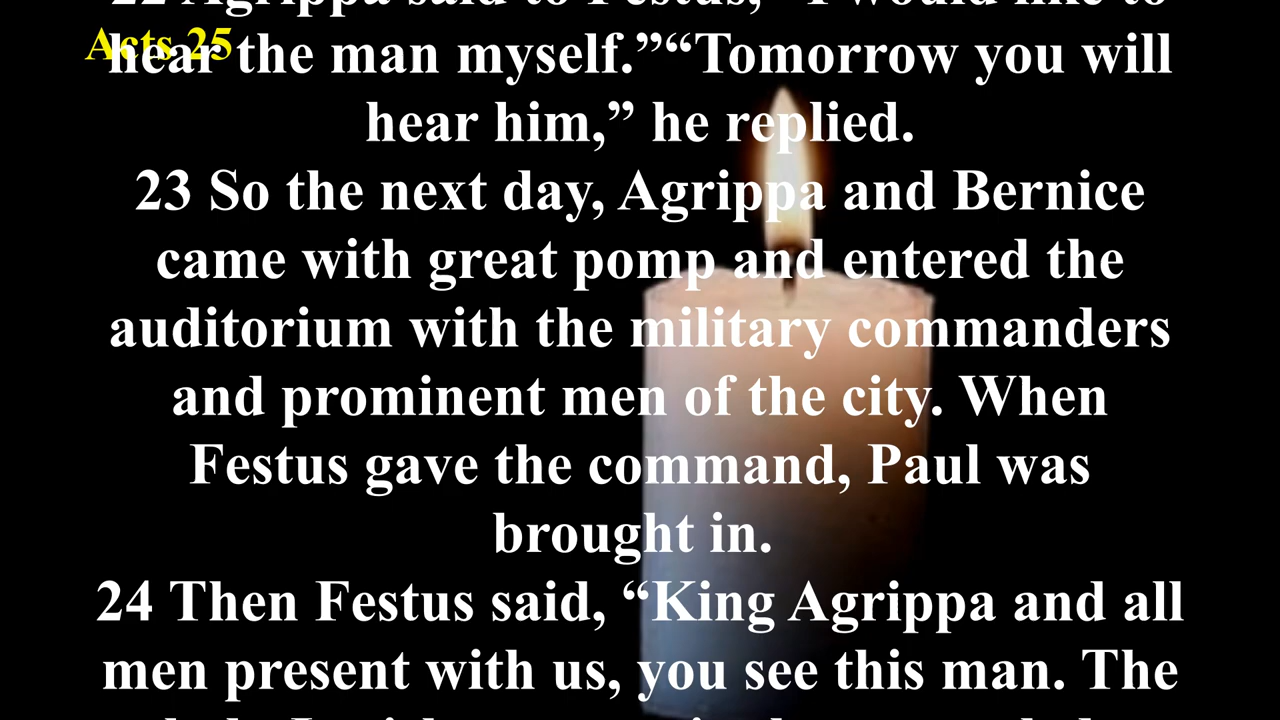 22 Agrippa said to Festus, “I would like to
Acts 25
hear the man myself.”“Tomorrow you will
hear him,” he replied.
23 So the next day, Agrippa and Bernice
came with great pomp and entered the
auditorium with the military commanders
and prominent men of the city. When
Festus gave the command, Paul was
brought in.
24 Then Festus said, “King Agrippa and all
men present with us, you see this man. The